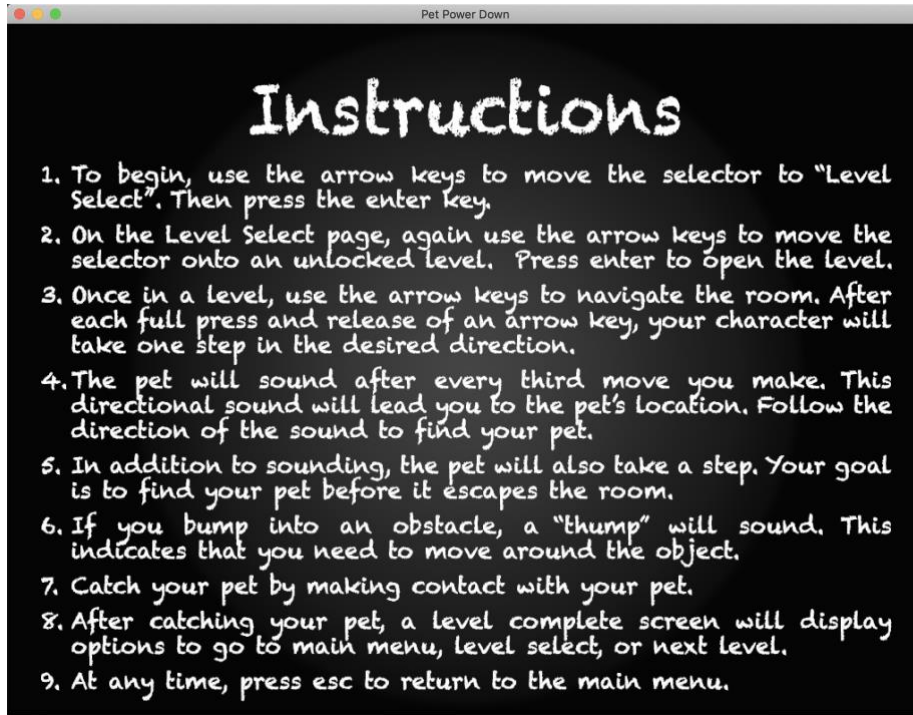 Pet Power Down
Instructions
1. To begin, use the arrow keys to move the selector to “Level
Select”. Then press the enter key.
2. On the Level Select page, again use the arrow keys to move the
selector onto an unlocked level. Press enter to open the level.
3. Once in a level, use the arrow keys to navigate the room. After
each full press and release of an arrow key, your character will
take one step in the desired direction.
4. The pet will sound after every third move you make. This
directional sound will lead you to the pet’s location. Follow the
direction of the sound to find your pet.
5. In addition to sounding, the pet will also take a step. Your goal
is to find your pet before it escapes the room.
6. If you bump into an obstacle, a “thump” will sound. This
indicates that you need to move around the object.
7. Catch your pet by making contact with your pet.
8. After catching your pet, a level complete screen will display
options to go to main menu, level select, or next level.
9. At any time, press esc to return to the main menu.